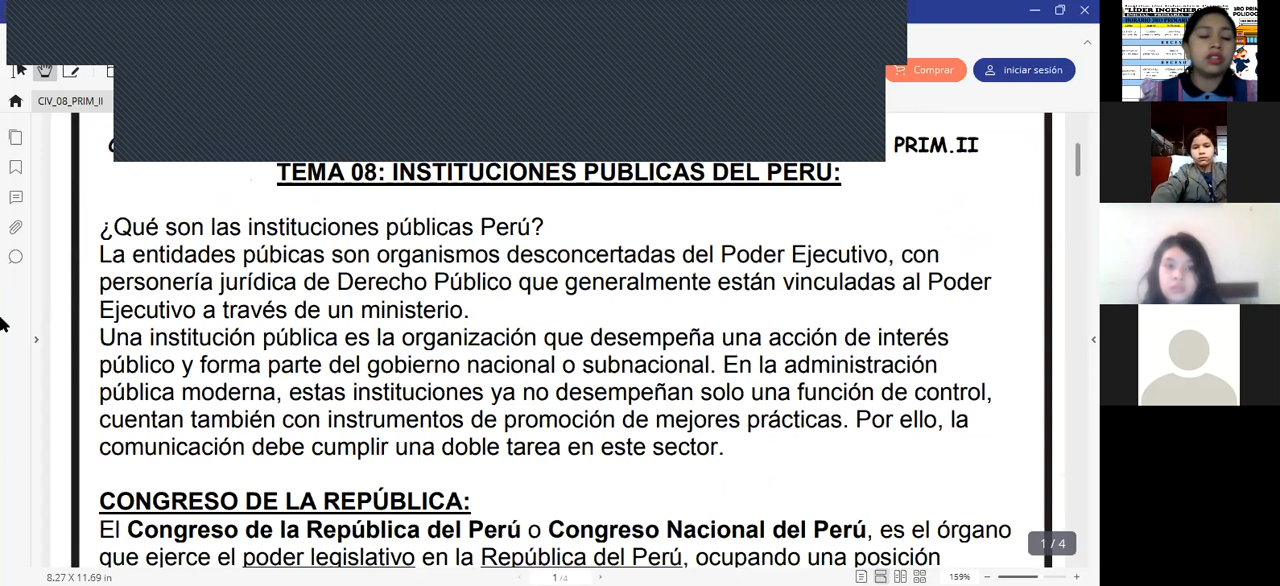 Comprar
iniciar sesión
CIV_08_PRIM_II
PRIM.II
TEMA 08: INSTITUCIONES PUBLICAS DEL PERU:
¿Qué son las instituciones públicas Perú?
La entidades púbicas son organismos desconcertadas del Poder Ejecutivo, con
personería jurídica de Derecho Público que generalmente están vinculadas al Poder
Ejecutivo a través de un ministerio.
Una institución pública es la organización que desempeña una acción de interés
público y forma parte del gobierno nacional o subnacional. En la administración
pública moderna, estas instituciones ya no desempeñan solo una función de control,
cuentan también con instrumentos de promoción de mejores prácticas. Por ello, la
comunicación debe cumplir una doble tarea en este sector.
CONGRESO DE LA REPÚBLICA:
El Congreso de la República del Perú o Congreso Nacional del Perú, es el órgano
que ejerce el poder legislativo en la República del Perú, ocupando una posición
1 / 4
8.27 X 11.69 in
1 /4
159%
"LÍDER INGENIERO
3RO PRIM
HORARIO 3RO PRIMARIA